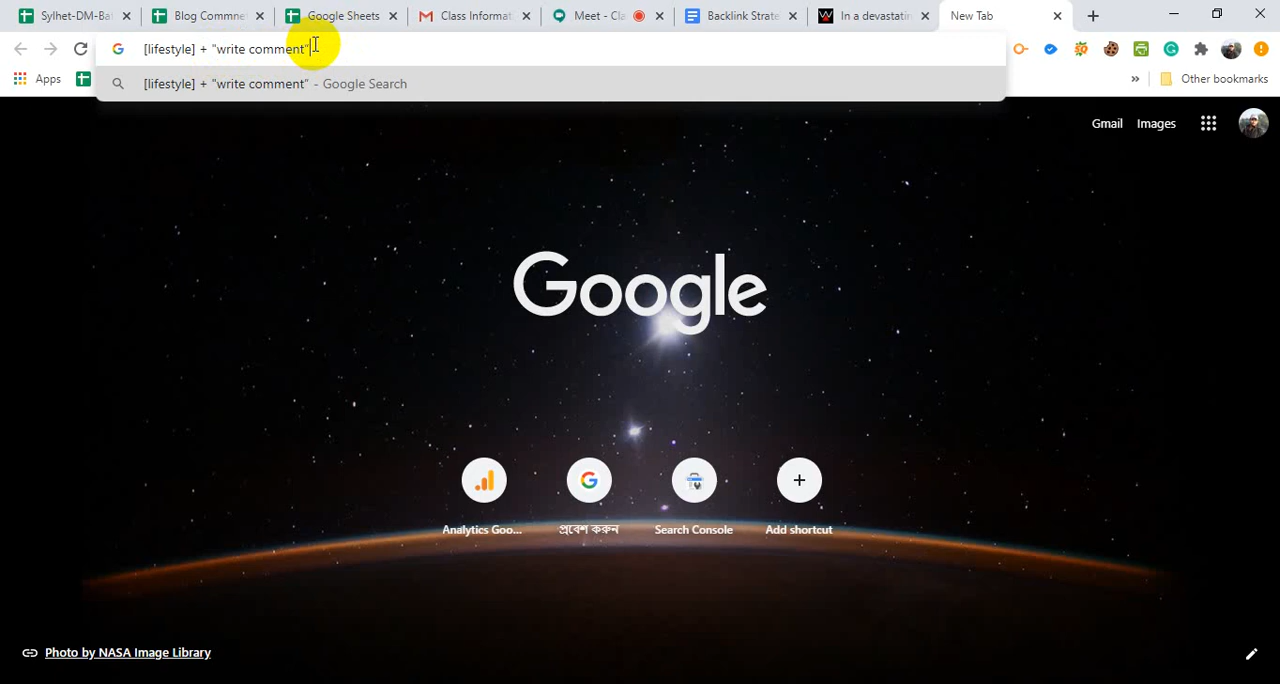 Sylhet-DM-Bat
Blog Commne
Google Sheets
Class Informat
Meet - Cla
Backlink Strate
In a devastatin
New Tab
[lifestyle] + "write comment"
Apps
[lifestyle] + "write comment" - Google Search
Other bookmarks
Gmail
Images
Google
Analytics Goo...
প্রবেশ করুন
Search Console
Add shortcut
Photo by NASA Image Library